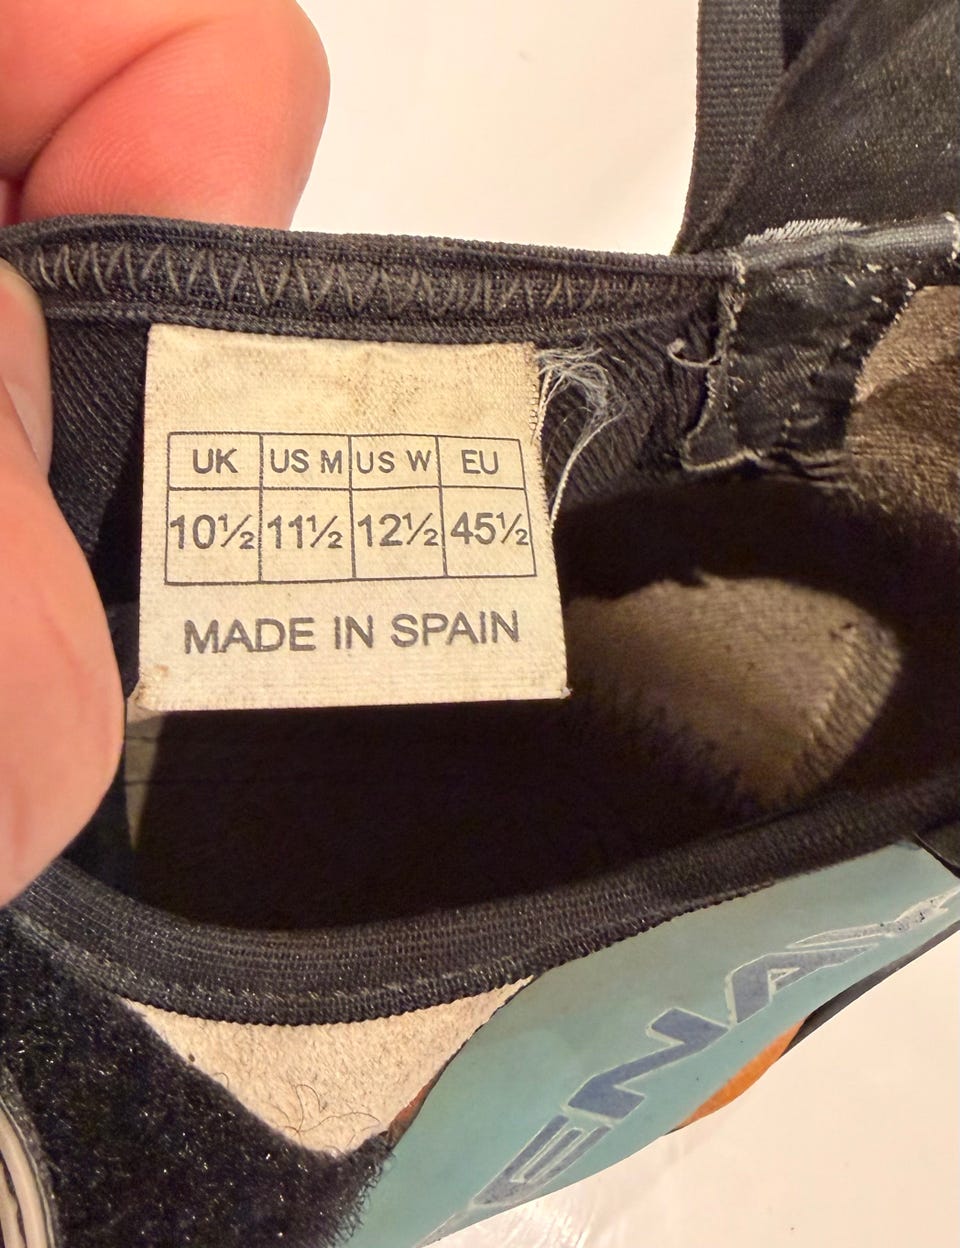 UK US M US W EU
10½ 11½ 12½ 45½
MADE IN SPAIN